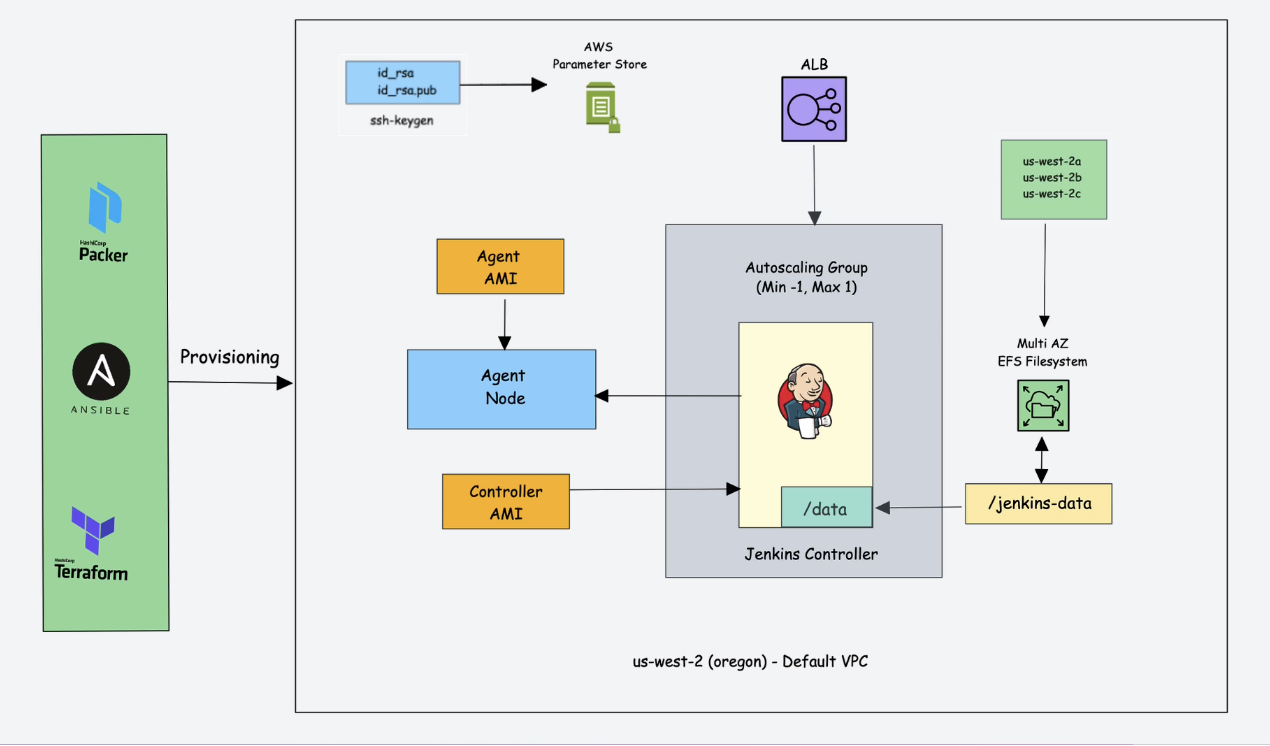 id_rsa
id_rsa.pub
ssh-keygen
AWS
Parameter Store
ALB
us-west-2a
us-west-2b
us-west-2c
HashiCorp
Packer
Agent
AMI
Autoscaling Group
(Min -1, Max 1)
Provisioning
Multi AZ
EFS Filesystem
Agent
Node
ANSIBLE
Controller
AMI
/data
/jenkins-data
Jenkins Controller
HashiCorp
Terraform
us-west-2 (oregon) - Default VPC